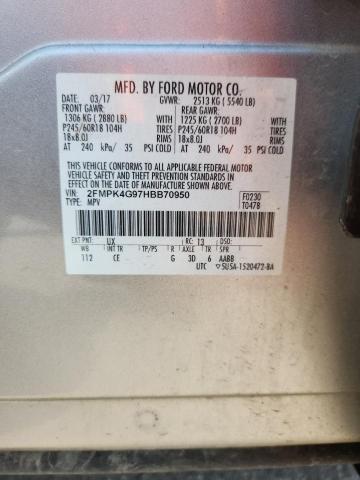 MFD. BY FORD MOTOR CO.
DATE: 03/17 GVWR: 2513 KG ( 5540 LB)
FRONT GAWR: REAR GAWR:
1306 KG ( 2880 LB) WITH 1225 KG ( 2700 LB) WITH
P245/60R18 104H TIRES P245/60R18 104H TIRES
18x8.0J RIMS 18x8.0J RIMS
AT 240 kPa/ 35 PSI COLD AT 240 kPa/ 35 PSI COLD
THIS VEHICLE CONFORMS TO ALL APPLICABLE FEDERAL MOTOR
VEHICLE SAFETY AND THEFT PREVENTION STANDARDS IN EFFECT
ON THE DATE OF MANUFACTURE SHOWN ABOVE.
VIN: 2FMPK4G97HBB70950 F0230
TYPE: MPV T0478
EXT PNT: UX RC: 13 DSO:
WB INT TR TP/PS R AXLE TR SPR
112 CE G 3D 6 AABB
UTC 5U5A-1520472-BA